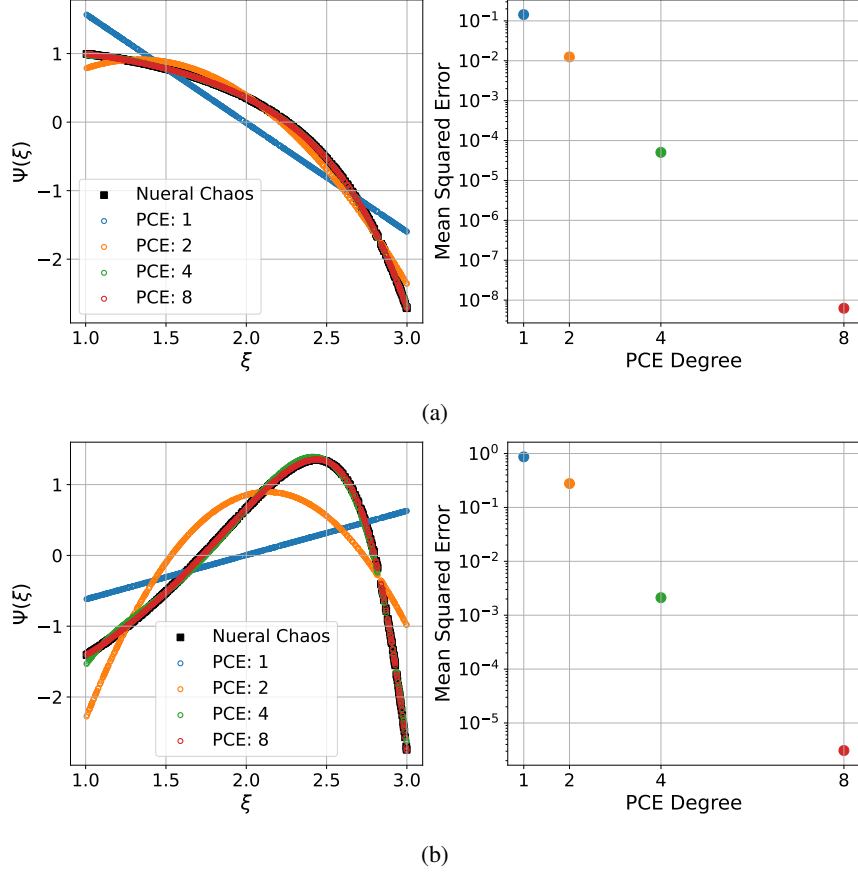 1
0
−1
−2
Ψ(ξ)
Nueral Chaos
PCE: 1
PCE: 2
PCE: 4
PCE: 8
1.0 1.5 2.0 2.5 3.0
ξ
10⁻¹
10⁻²
10⁻³
10⁻⁴
10⁻⁵
10⁻⁶
10⁻⁷
10⁻⁸
Mean Squared Error
1 2 4 8
PCE Degree
(a)
1
0
−1
−2
Ψ(ξ)
Nueral Chaos
PCE: 1
PCE: 2
PCE: 4
PCE: 8
1.0 1.5 2.0 2.5 3.0
ξ
10⁰
10⁻¹
10⁻²
10⁻³
10⁻⁴
10⁻⁵
Mean Squared Error
1 2 4 8
PCE Degree
(b)